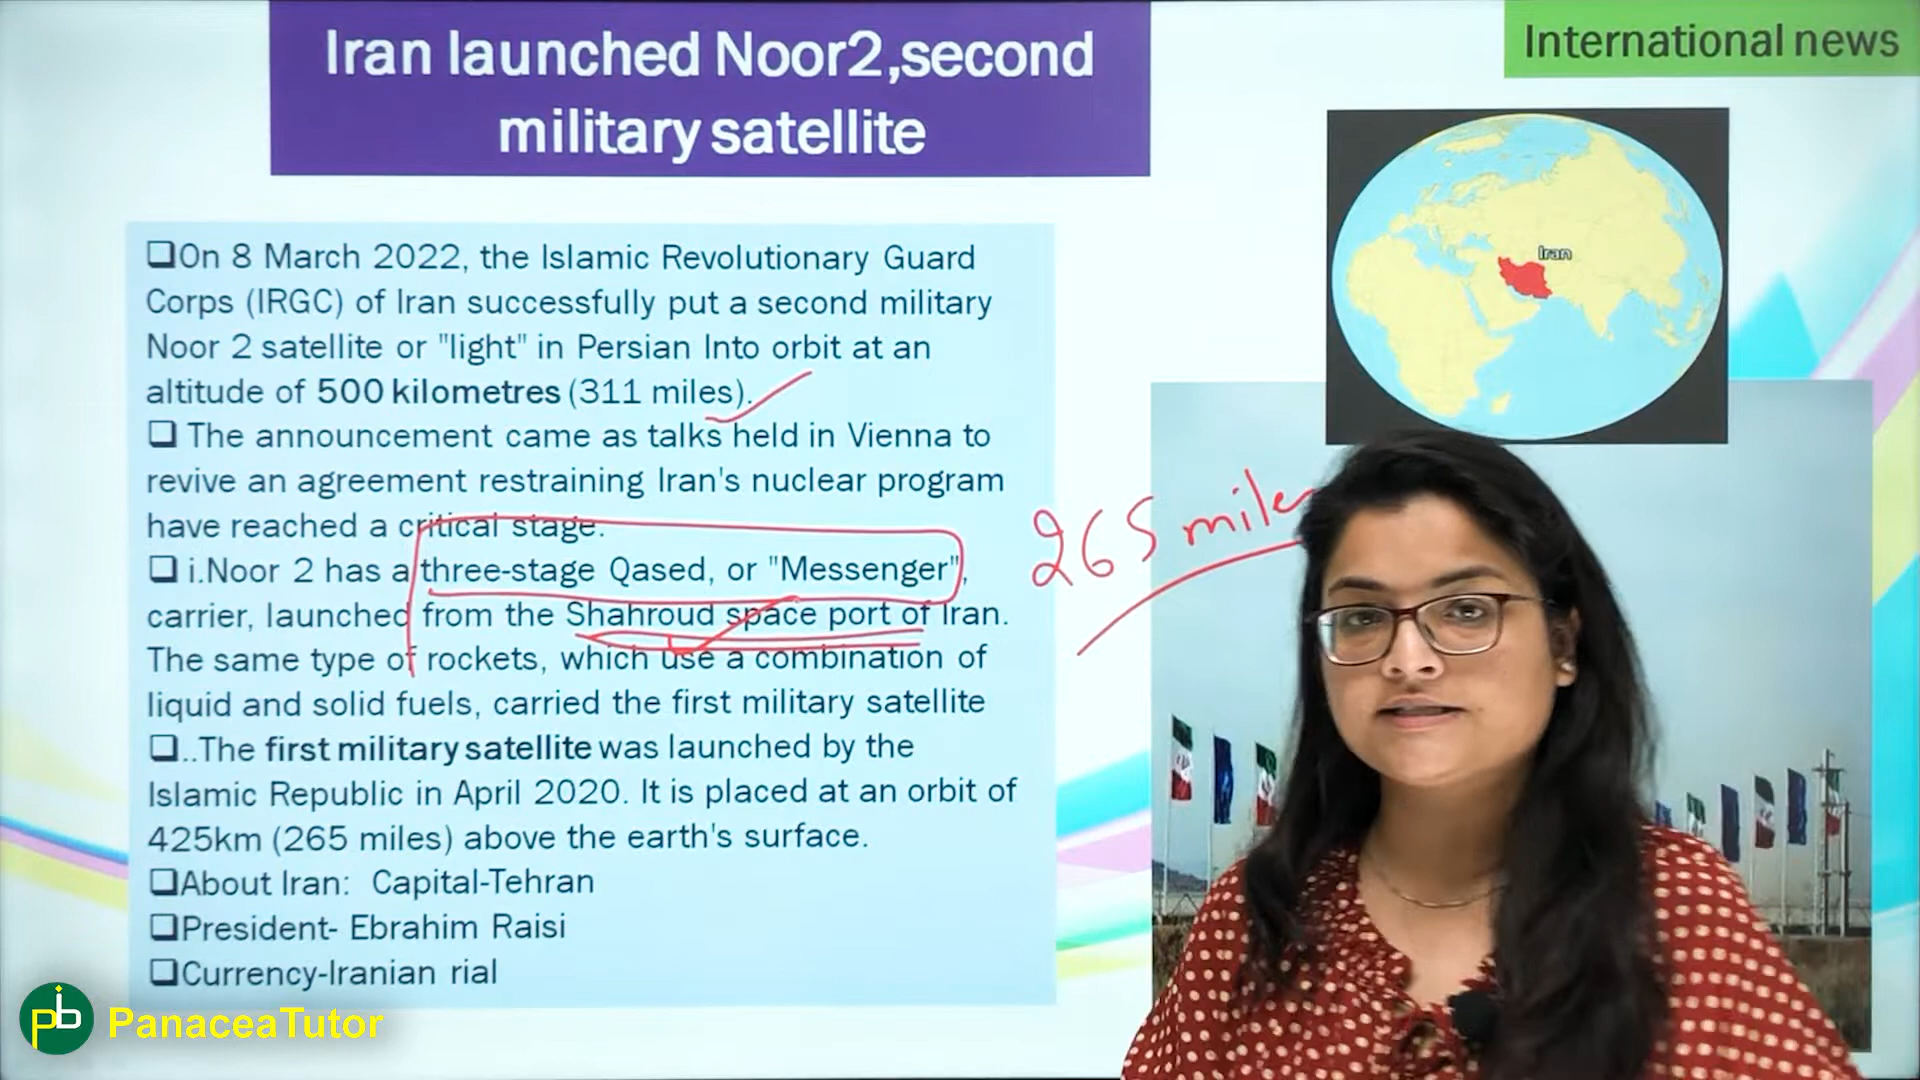 Iran launched Noor2,second
military satellite
International news
Iran
❑On 8 March 2022, the Islamic Revolutionary Guard
Corps (IRGC) of Iran successfully put a second military
Noor 2 satellite or "light" in Persian Into orbit at an
altitude of 500 kilometres (311 miles).
❑ The announcement came as talks held in Vienna to
revive an agreement restraining Iran's nuclear program
have reached a critical stage.
❑ i.Noor 2 has a three-stage Qased, or "Messenger",
carrier, launched from the Shahroud space port of Iran.
The same type of rockets, which use a combination of
liquid and solid fuels, carried the first military satellite
❑..The first military satellite was launched by the
Islamic Republic in April 2020. It is placed at an orbit of
425km (265 miles) above the earth's surface.
❑About Iran: Capital-Tehran
❑President- Ebrahim Raisi
❑Currency-Iranian rial
265 miles
PanaceaTutor